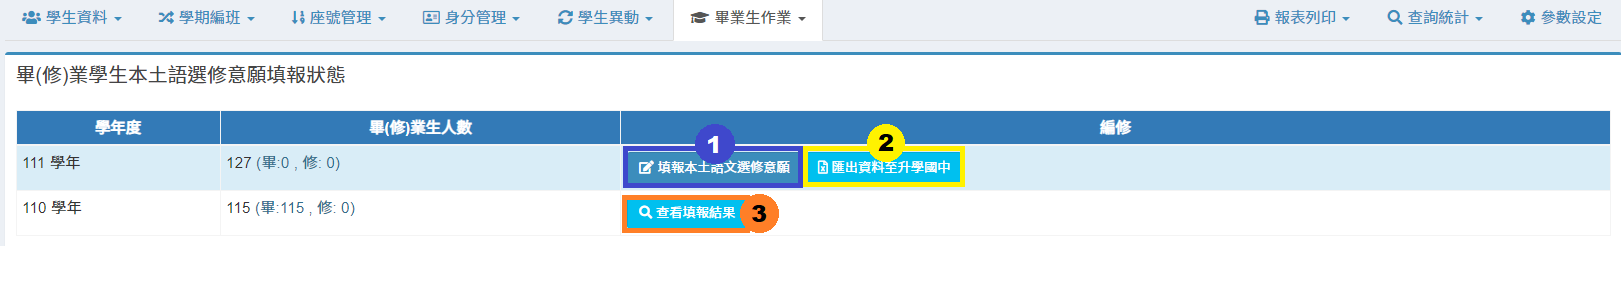 學生資料 學期編班 座號管理 身分管理 學生異動 畢業生作業 報表列印 查詢統計 參數設定
畢(修)業學生本土語選修意願填報狀態
學年度 畢(修)業生人數 編修
1 2
111 學年 127 (畢:0 , 修: 0) 填報本土語文選修意願 匯出資料至升學國中
110 學年 115 (畢:115 , 修: 0) 查看填報結果 3